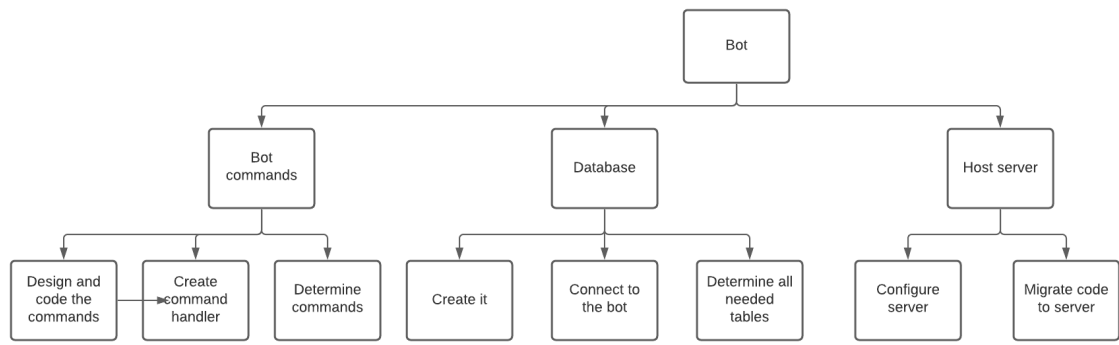 Bot
Bot
commands
Database
Host server
Design and
code the
commands
Create
command
handler
Determine
commands
Create it
Connect to
the bot
Determine all
needed
tables
Configure
server
Migrate code
to server